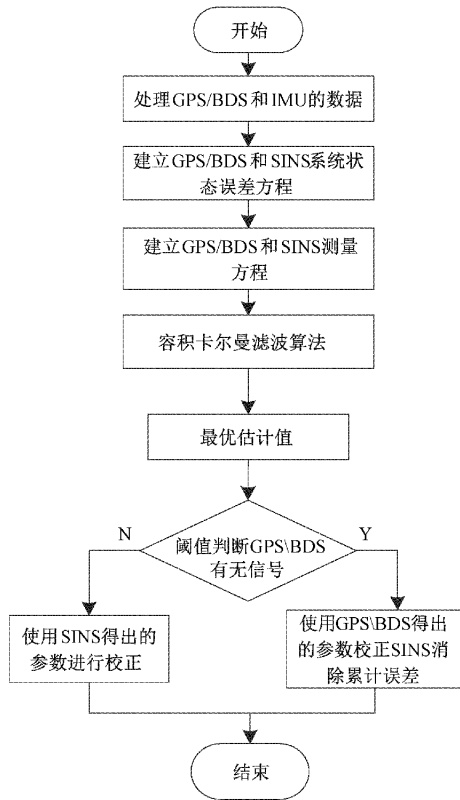 开始
处理GPS/BDS和IMU的数据
建立GPS/BDS和SINS系统状
态误差方程
建立GPS/BDS和SINS测量
方程
容积卡尔曼滤波算法
最优估计值
N
阈值判断GPS\BDS
有无信号
Y
使用SINS得出的
参数进行校正
使用GPS\BDS得出
的参数校正SINS消
除累计误差
结束